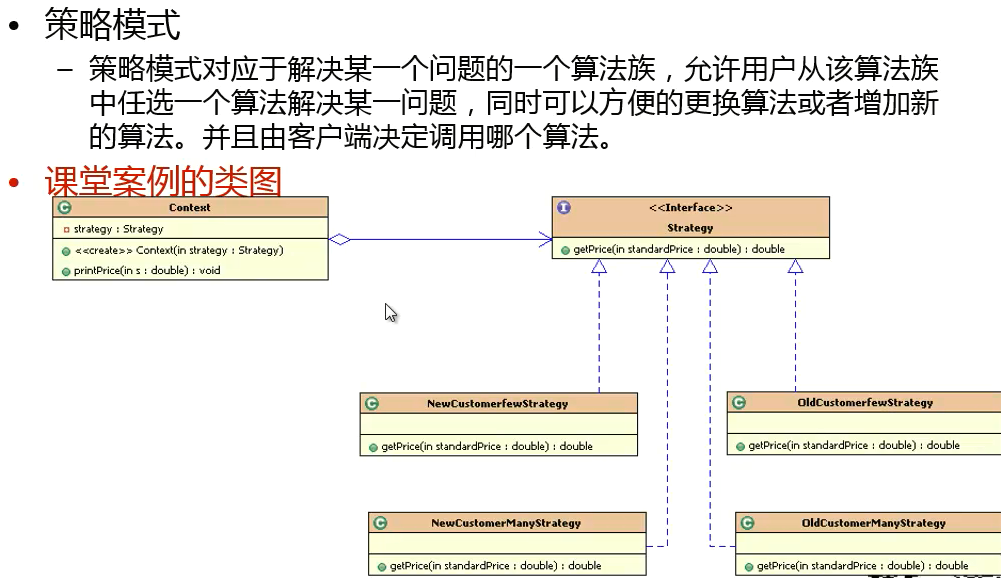 • 策略模式
– 策略模式对应于解决某一个问题的一个算法族，允许用户从该算法族
中任选一个算法解决某一问题，同时可以方便的更换算法或者增加新
的算法。并且由客户端决定调用哪个算法。
• 课堂案例的类图
Context
strategy : Strategy
<<create>> Context(in strategy : Strategy)
printPrice(in s : double) : void
<<Interface>>
Strategy
getPrice(in standardPrice : double) : double
NewCustomerfewStrategy
getPrice(in standardPrice : double) : double
OldCustomerfewStrategy
getPrice(in standardPrice : double) : double
NewCustomerManyStrategy
getPrice(in standardPrice : double) : double
OldCustomerManyStrategy
getPrice(in standardPrice : double) : double